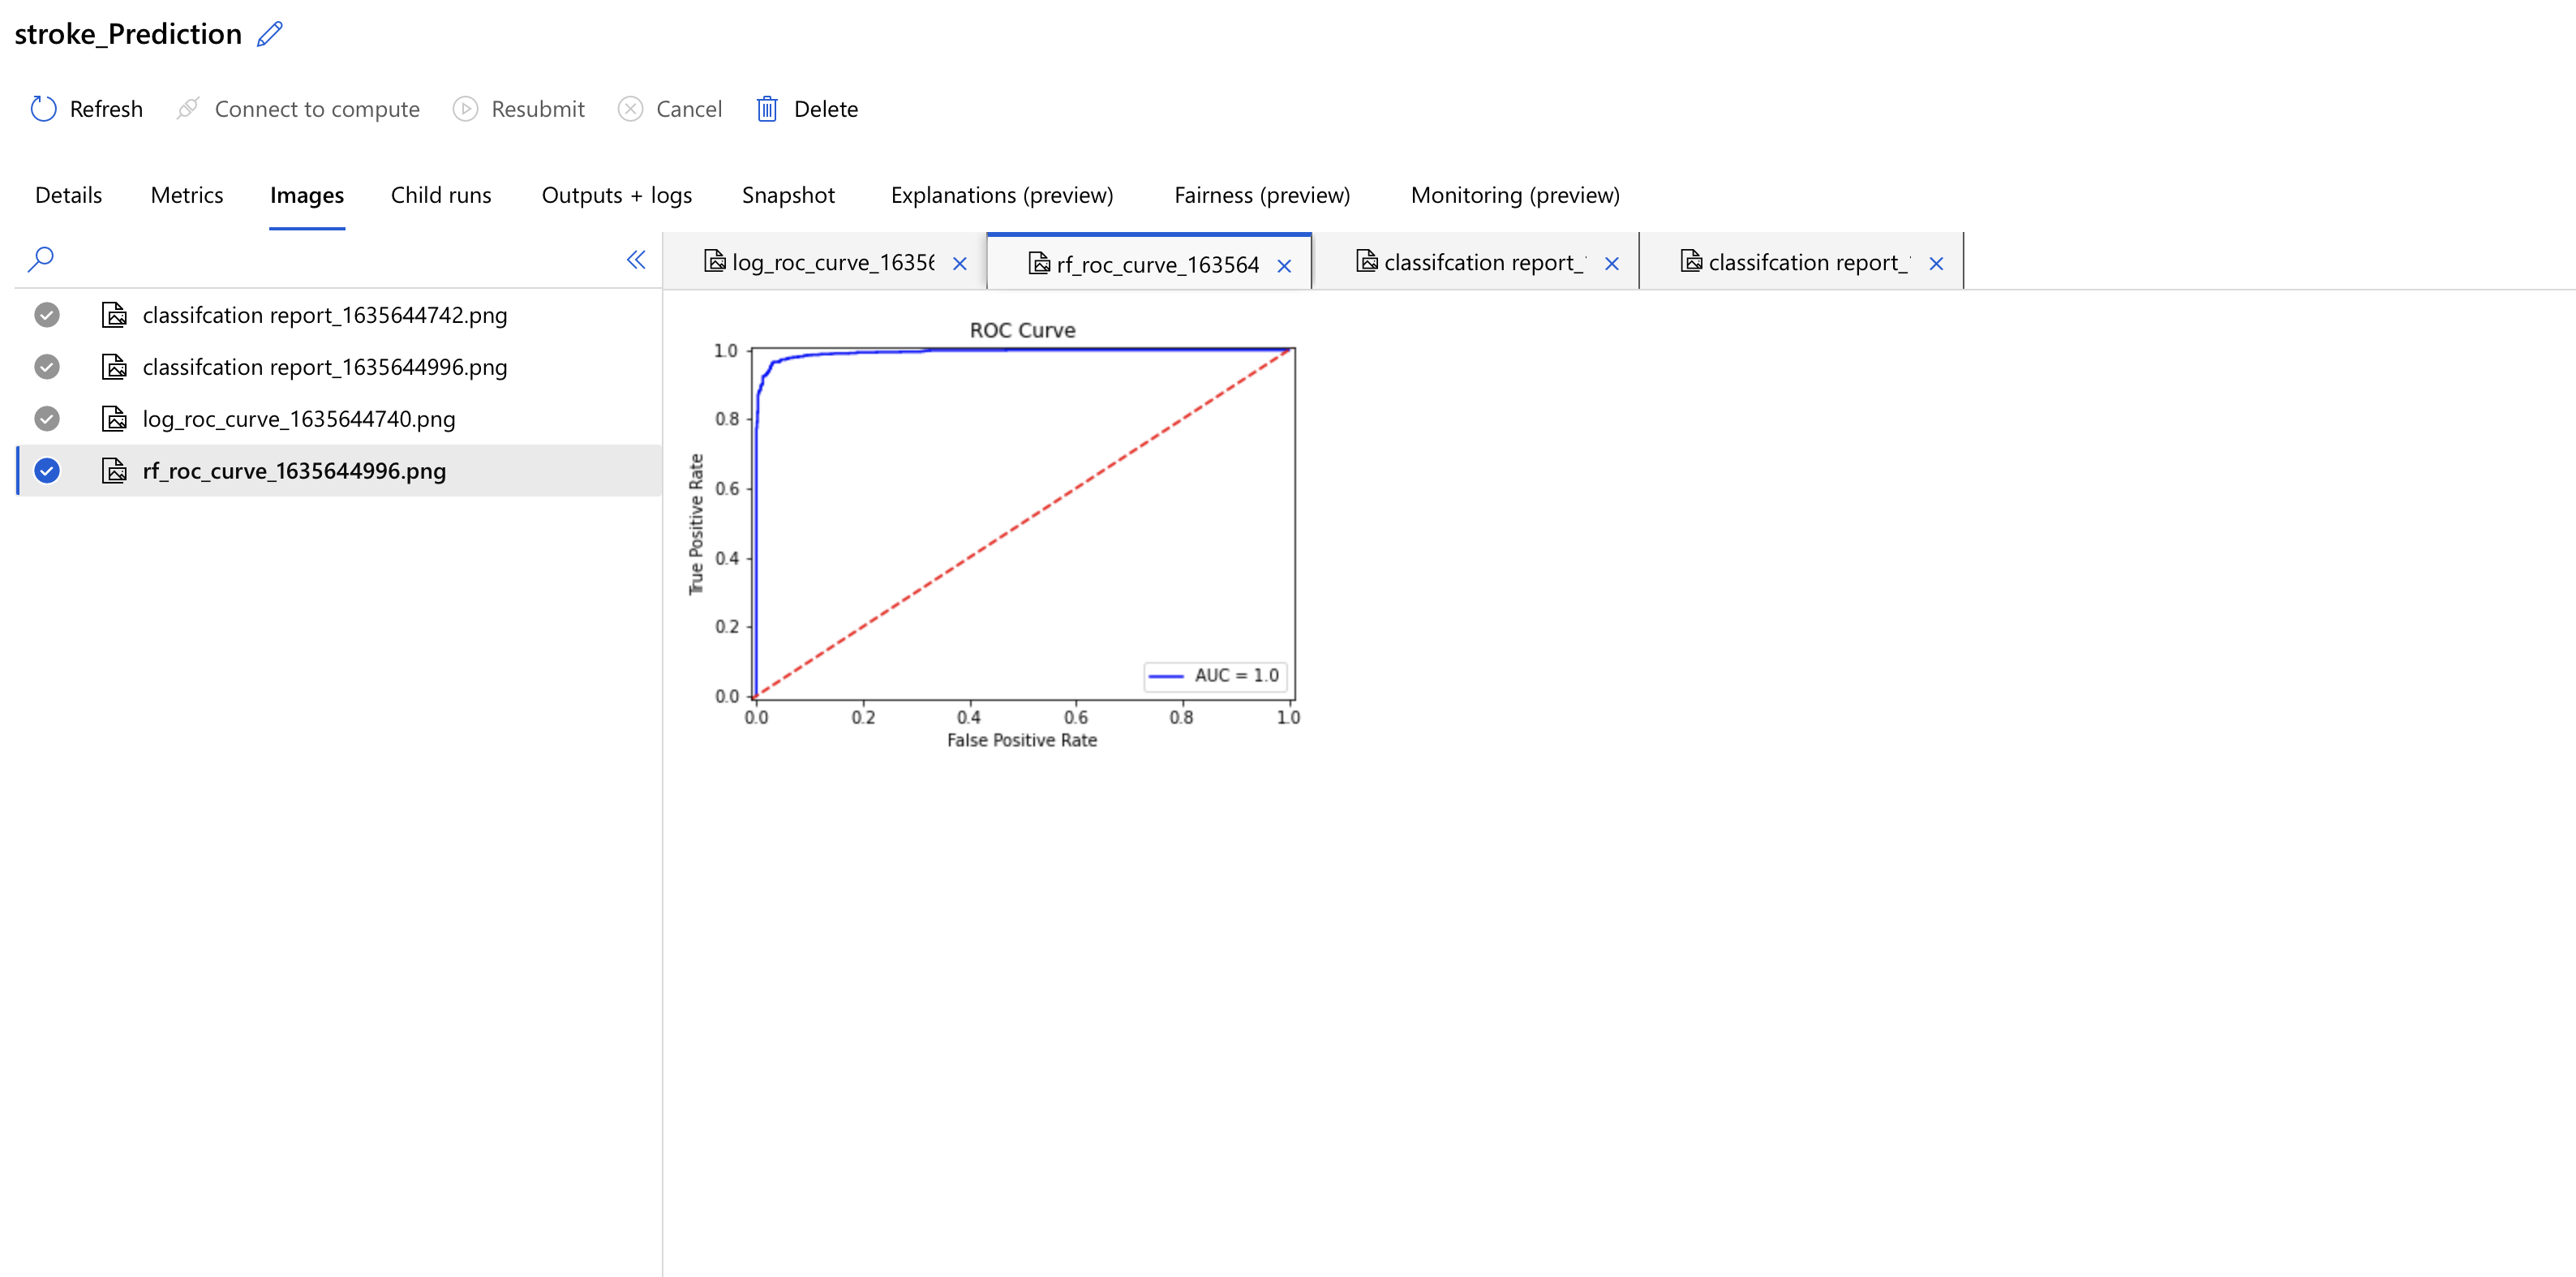 stroke_Prediction
Refresh Connect to compute Resubmit Cancel Delete
Details Metrics Images Child runs Outputs + logs Snapshot Explanations (preview) Fairness (preview) Monitoring (preview)
classifcation report_1635644742.png
classifcation report_1635644996.png
log_roc_curve_1635644740.png
rf_roc_curve_1635644996.png
log_roc_curve_16356 rf_roc_curve_163564 classifcation report_ classifcation report_
ROC Curve
1.0
0.8
0.6
0.4
0.2
0.0
True Positive Rate
AUC = 1.0
0.0 0.2 0.4 0.6 0.8 1.0
False Positive Rate